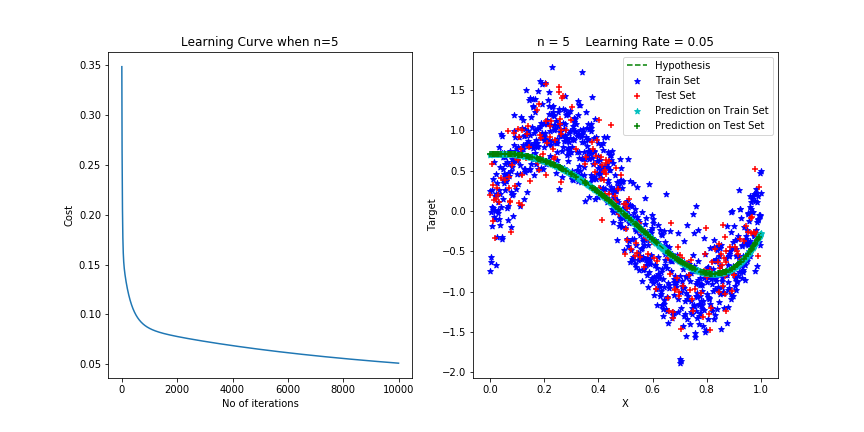 Learning Curve when n=5
0.35
0.30
0.25
0.20
0.15
0.10
0.05
Cost
0 2000 4000 6000 8000 10000
No of iterations
n = 5 Learning Rate = 0.05
Hypothesis
Train Set
Test Set
Prediction on Train Set
Prediction on Test Set
1.5
1.0
0.5
0.0
−0.5
−1.0
−1.5
−2.0
Target
0.0 0.2 0.4 0.6 0.8 1.0
X